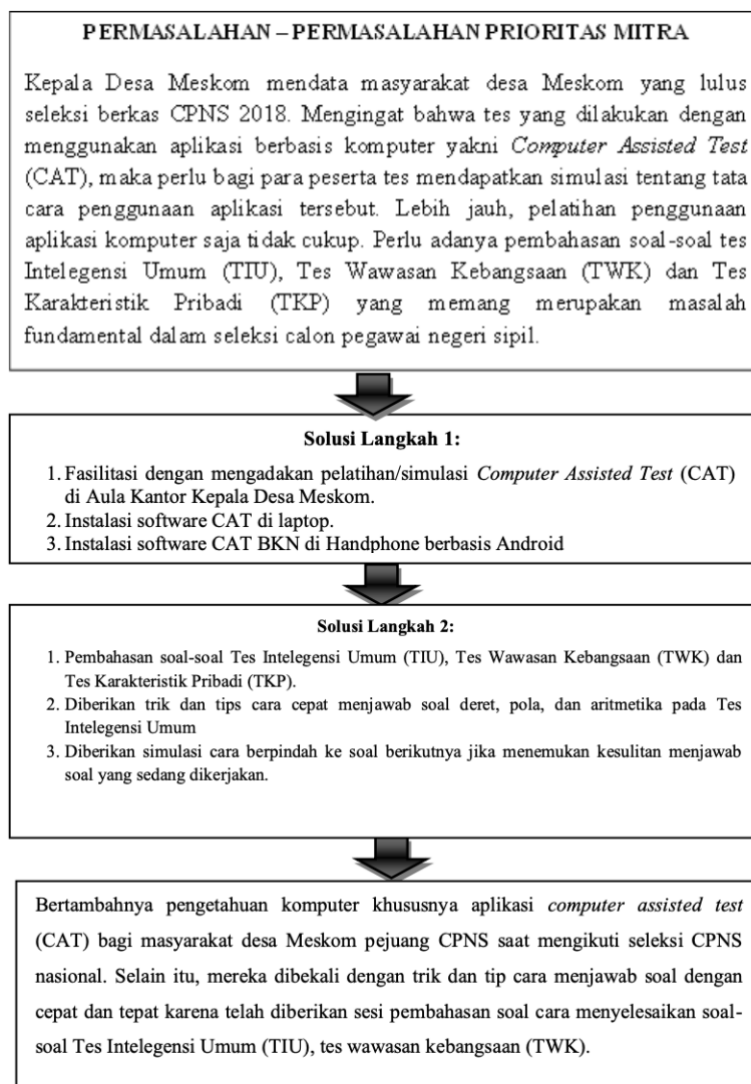 PERMASALAHAN – PERMASALAHAN PRIORITAS MITRA
Kepala Desa Meskom mendata masyarakat desa Meskom yang lulus
seleksi berkas CPNS 2018. Mengingat bahwa tes yang dilakukan dengan
menggunakan aplikasi berbasis komputer yakni Computer Assisted Test
(CAT), maka perlu bagi para peserta tes mendapatkan simulasi tentang tata
cara penggunaan aplikasi tersebut. Lebih jauh, pelatihan penggunaan
aplikasi komputer saja tidak cukup. Perlu adanya pembahasan soal-soal tes
Intelegensi Umum (TIU), Tes Wawasan Kebangsaan (TWK) dan Tes
Karakteristik Pribadi (TKP) yang memang merupakan masalah
fundamental dalam seleksi calon pegawai negeri sipil.
Solusi Langkah 1:
1. Fasilitasi dengan mengadakan pelatihan/simulasi Computer Assisted Test (CAT)
di Aula Kantor Kepala Desa Meskom.
2. Instalasi software CAT di laptop.
3. Instalasi software CAT BKN di Handphone berbasis Android
Solusi Langkah 2:
1. Pembahasan soal-soal Tes Intelegensi Umum (TIU), Tes Wawasan Kebangsaan (TWK) dan
Tes Karakteristik Pribadi (TKP).
2. Diberikan trik dan tips cara cepat menjawab soal deret, pola, dan aritmetika pada Tes
Intelegensi Umum
3. Diberikan simulasi cara berpindah ke soal berikutnya jika menemukan kesulitan menjawab
soal yang sedang dikerjakan.
Bertambahnya pengetahuan komputer khususnya aplikasi computer assisted test
(CAT) bagi masyarakat desa Meskom pejuang CPNS saat mengikuti seleksi CPNS
nasional. Selain itu, mereka dibekali dengan trik dan tip cara menjawab soal dengan
cepat dan tepat karena telah diberikan sesi pembahasan soal cara menyelesaikan soal-
soal Tes Intelegensi Umum (TIU), tes wawasan kebangsaan (TWK).